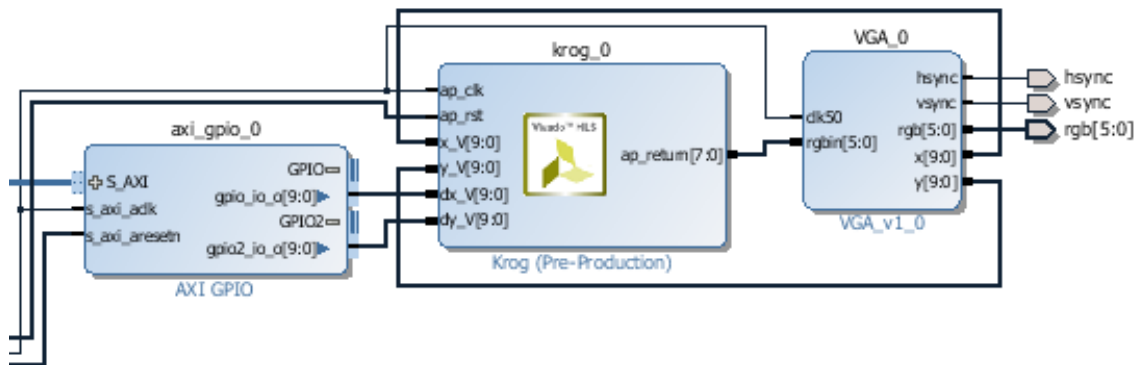 axi_gpio_0
S_AXI
s_axi_aclk
s_axi_aresetn
GPIO
gpio_io_o[9:0]
GPIO2
gpio2_io_o[9:0]
AXI GPIO
krog_0
ap_clk
ap_rst
x_V[9:0]
y_V[9:0]
dx_V[9:0]
dy_V[9:0]
Vivado™ HLS
ap_return[7:0]
Krog (Pre-Production)
VGA_0
clk50
rgbin[5:0]
hsync
vsync
rgb[5:0]
x[9:0]
y[9:0]
VGA_v1_0
hsync
vsync
rgb[5:0]